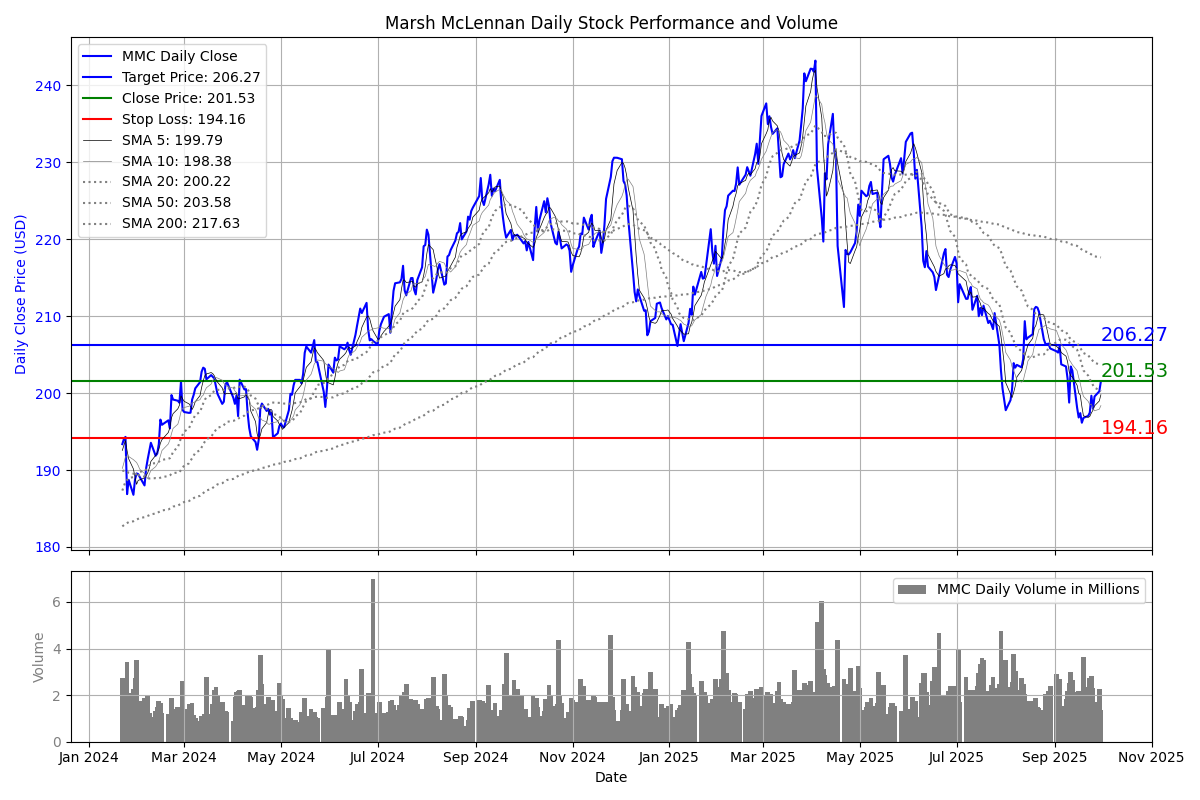 Marsh McLennan Daily Stock Performance and Volume
MMC Daily Close
Target Price: 206.27
Close Price: 201.53
Stop Loss: 194.16
SMA 5: 199.79
SMA 10: 198.38
SMA 20: 200.22
SMA 50: 203.58
SMA 200: 217.63
Daily Close Price (USD)
240
230
220
210
200
190
180
206.27
201.53
194.16
MMC Daily Volume in Millions
Volume
6
4
2
0
Jan 2024 Mar 2024 May 2024 Jul 2024 Sep 2024 Nov 2024 Jan 2025 Mar 2025 May 2025 Jul 2025 Sep 2025 Nov 2025
Date